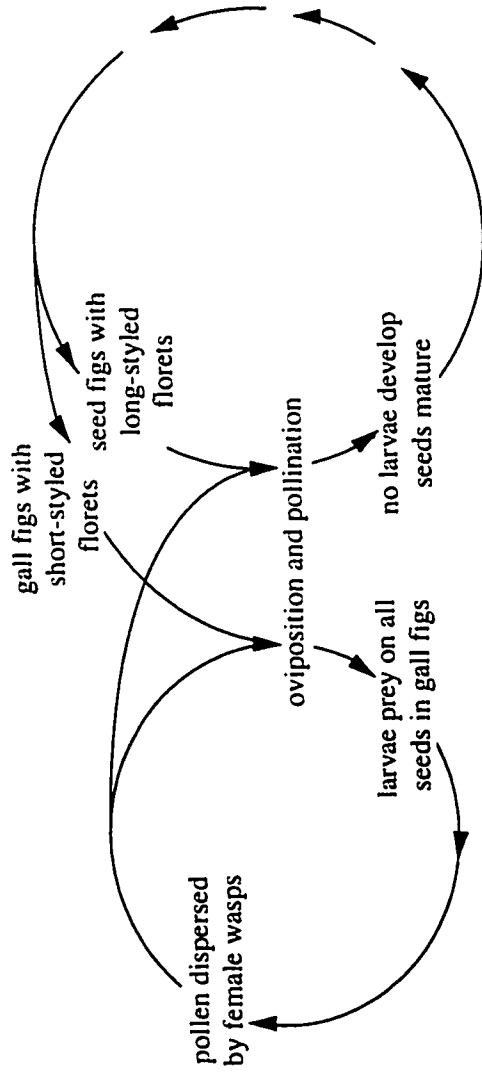 gall figs with
short-styled
florets
seed figs with
long-styled
florets
pollen dispersed
by female wasps
oviposition and pollination
larvae prey on all
seeds in gall figs
no larvae develop
seeds mature